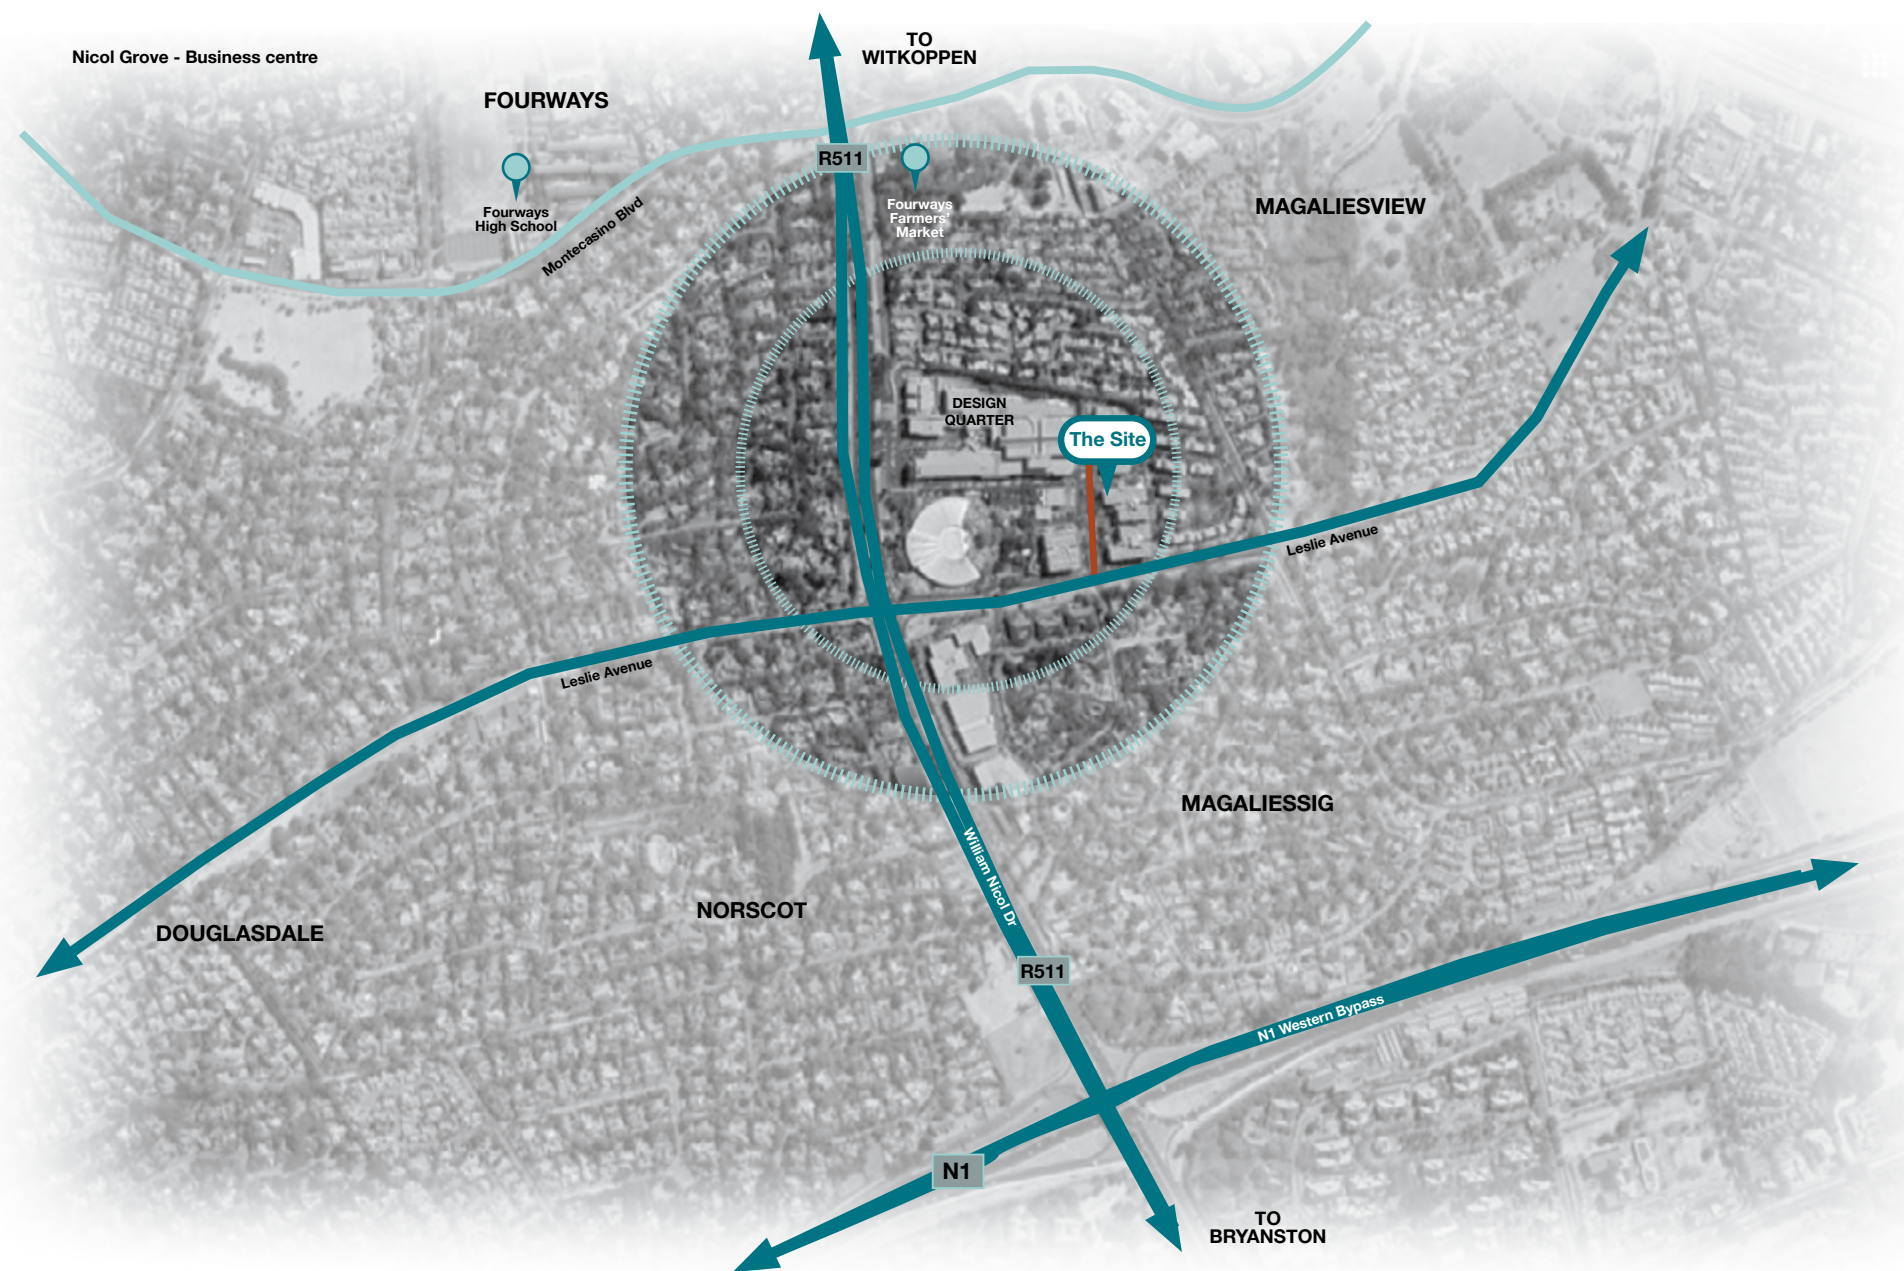 Nicol Grove - Business centre
TO
WITKOPPEN
FOURWAYS
R511
Fourways
High School
Montecasino Blvd
Fourways
Farmers'
Market
MAGALIESVIEW
DESIGN
QUARTER
The Site
Leslie Avenue
Leslie Avenue
MAGALIESSIG
William Nicol Dr
NORSCOT
DOUGLASDALE
R511
N1 Western Bypass
N1
TO
BRYANSTON